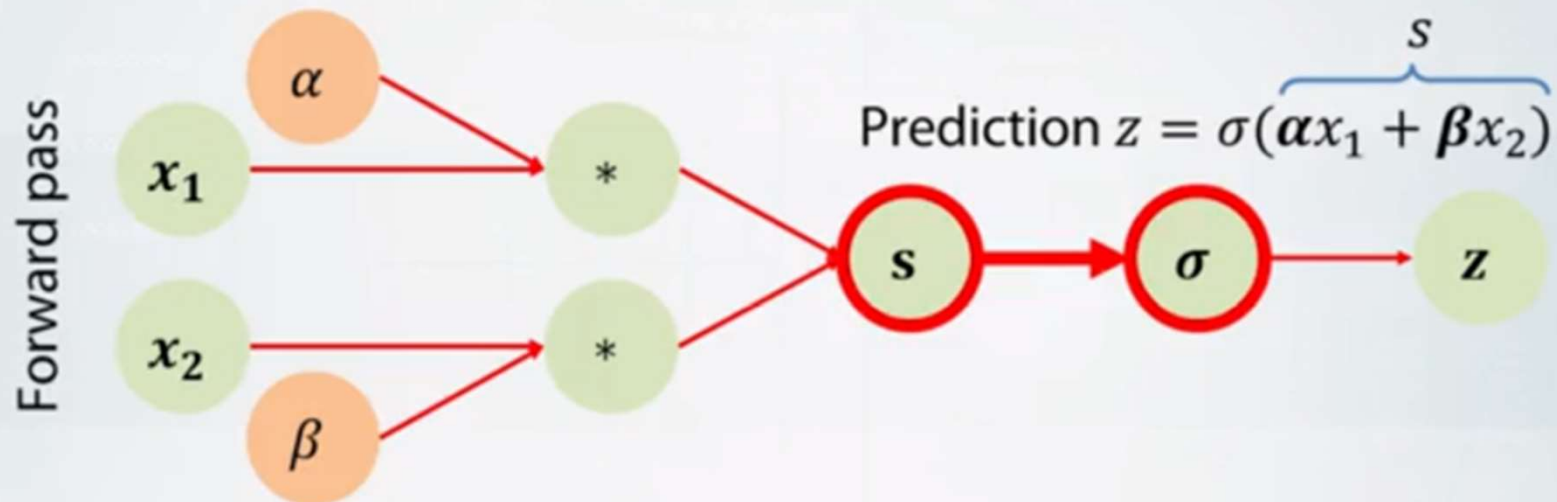 Forward pass
α
x₁
*
x₂
β
*
s
σ
z
s
Prediction z = σ(αx₁ + βx₂)